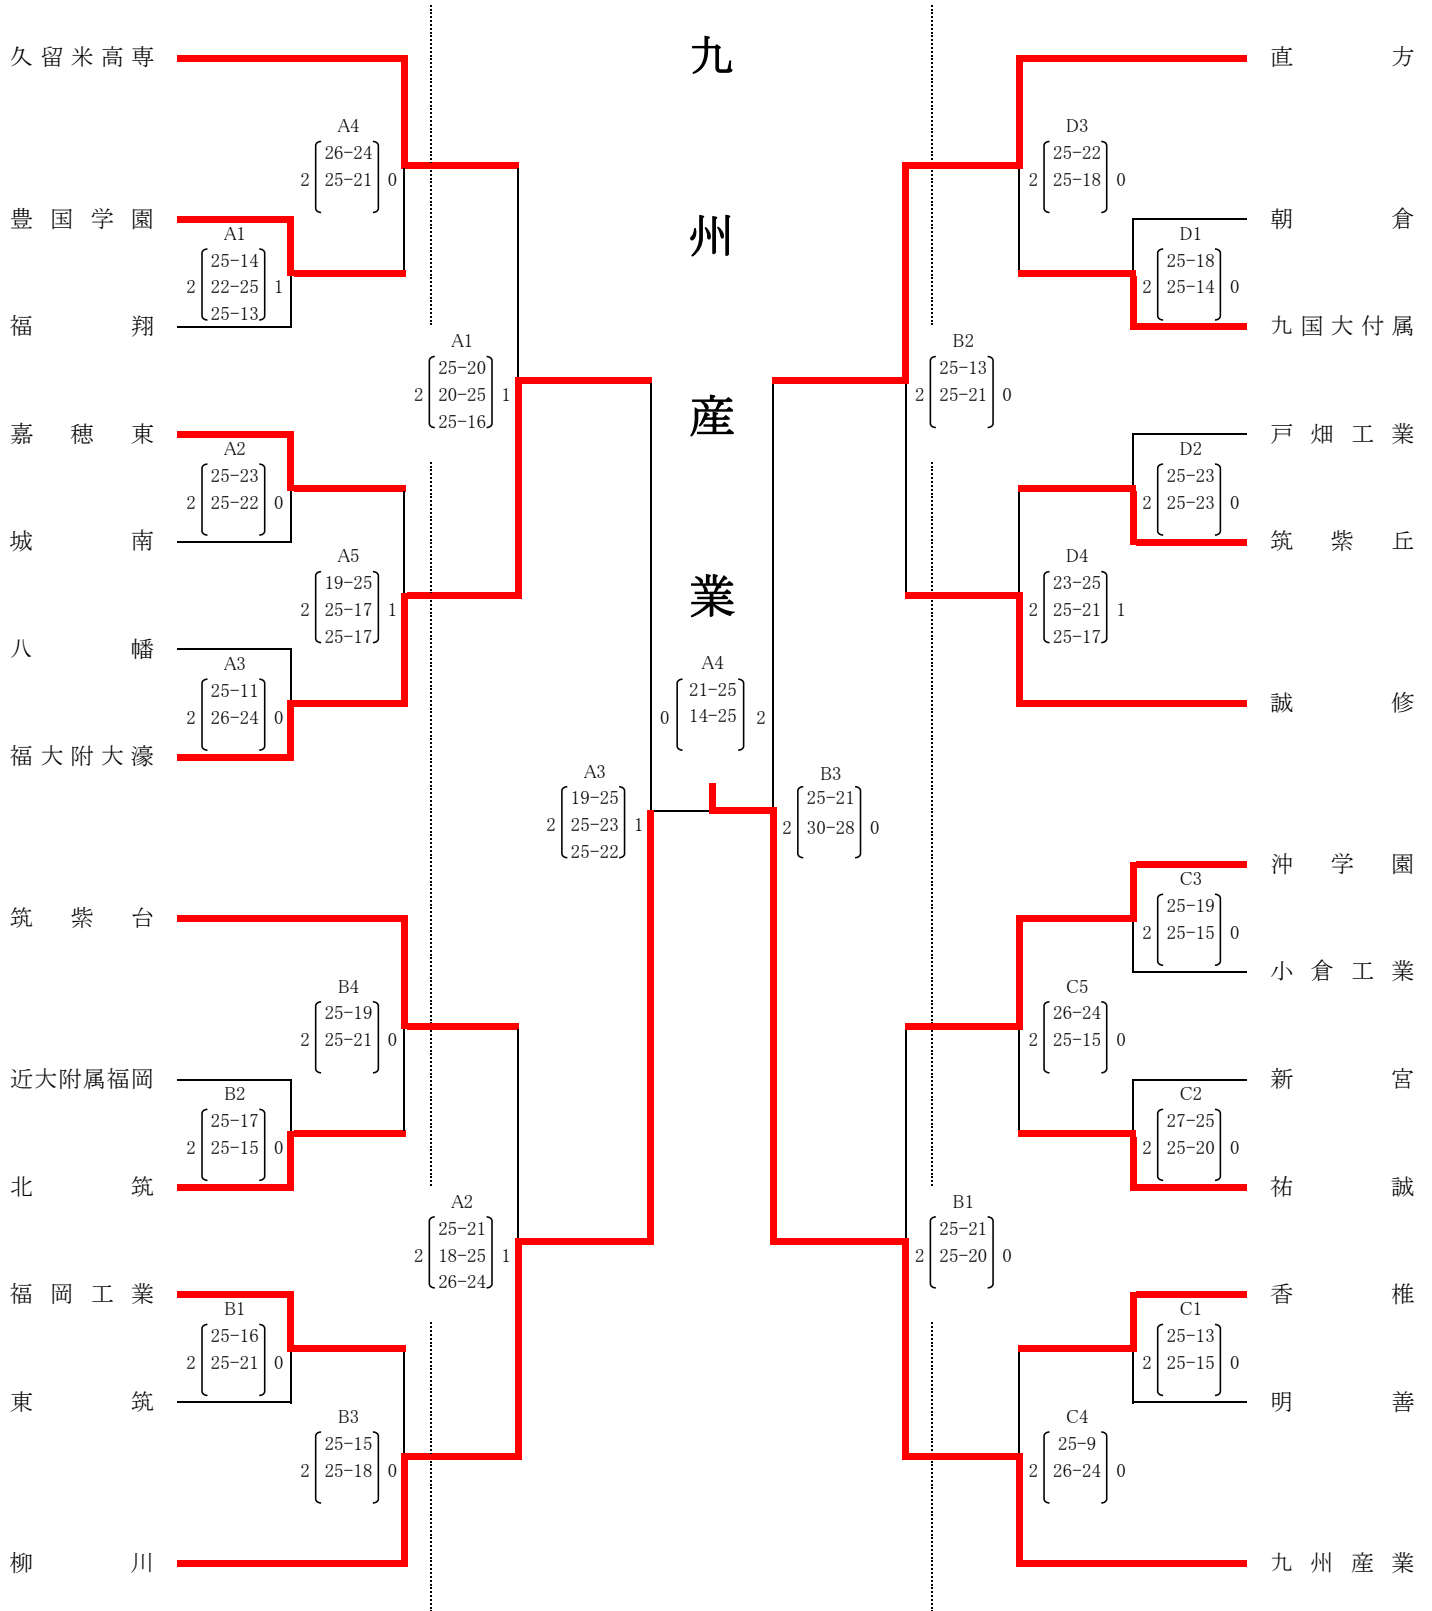 九州産業
久留米高専
A4
26-24
2 25-21 0
豊国学園
A1
25-14
2 22-25 1
25-13
福翔
A1
25-20
2 20-25 1
25-16
嘉穂東
A2
25-23
2 25-22 0
城南
A5
19-25
2 25-17 1
25-17
八幡
A3
25-11
2 26-24 0
福大附大濠
A3
19-25
2 25-23 1
25-22
筑紫台
B4
25-19
2 25-21 0
近大附属福岡
B2
25-17
2 25-15 0
北筑
A2
25-21
2 18-25 1
26-24
福岡工業
B1
25-16
2 25-21 0
東筑
B3
25-15
2 25-18 0
柳川
A4
21-25
0 14-25 2
直方
D3
25-22
2 25-18 0
朝倉
D1
25-18
2 25-14 0
九国大付属
B2
25-13
2 25-21 0
戸畑工業
D2
25-23
2 25-23 0
筑紫丘
D4
23-25
2 25-21 1
25-17
誠修
B3
25-21
2 30-28 0
沖学園
C3
25-19
2 25-15 0
小倉工業
C5
26-24
2 25-15 0
新宮
C2
27-25
2 25-20 0
祐誠
B1
25-21
2 25-20 0
香椎
C1
25-13
2 25-15 0
明善
C4
25-9
2 26-24 0
九州産業